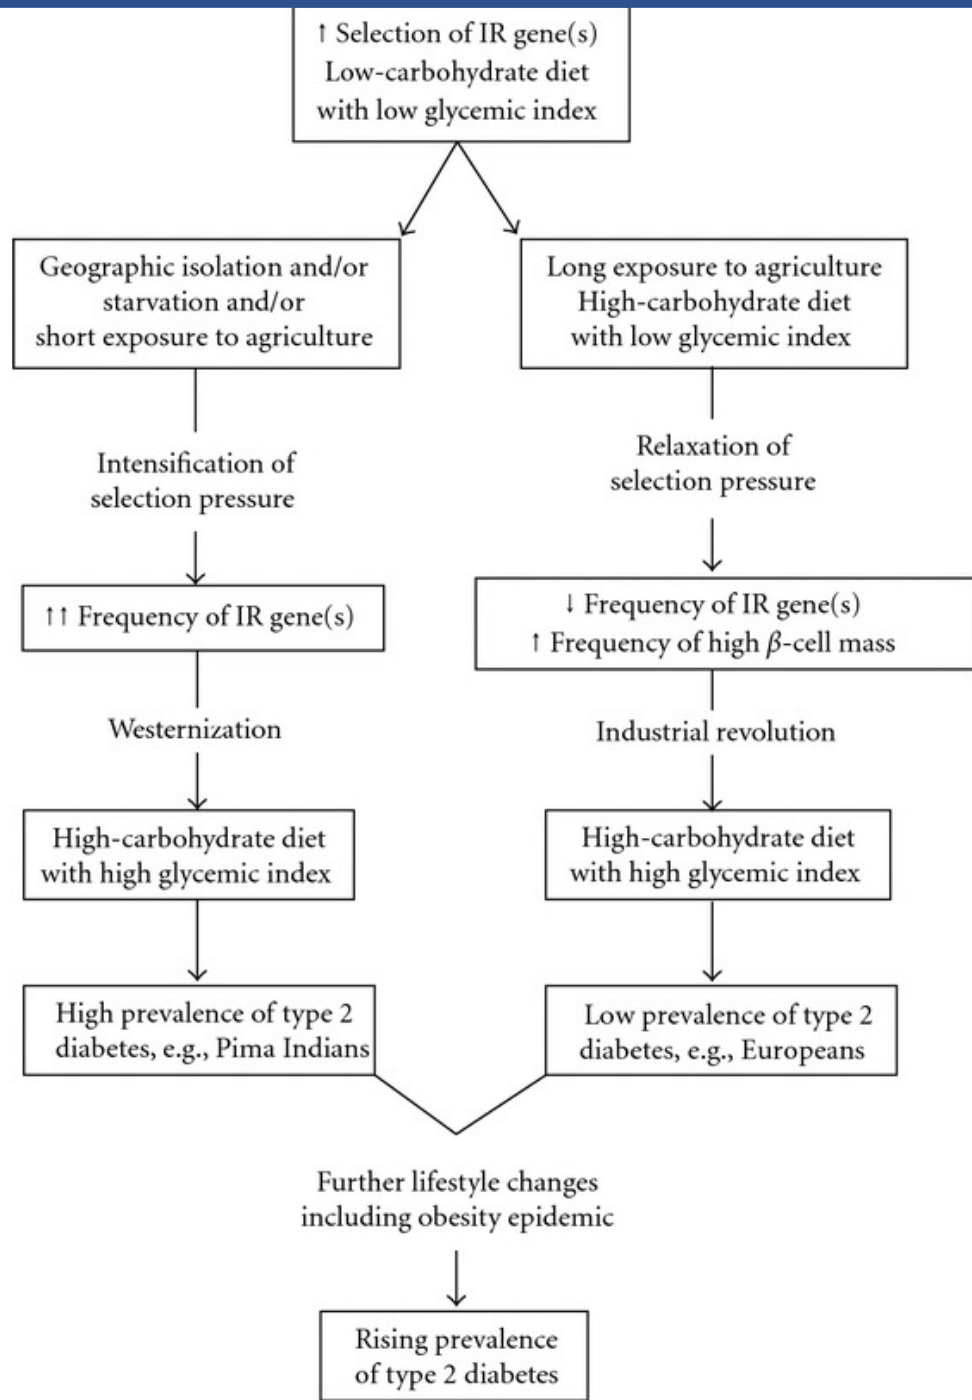 ↑ Selection of IR gene(s)
Low-carbohydrate diet
with low glycemic index
Geographic isolation and/or
starvation and/or
short exposure to agriculture
Long exposure to agriculture
High-carbohydrate diet
with low glycemic index
Intensification of
selection pressure
Relaxation of
selection pressure
↑↑ Frequency of IR gene(s)
↓ Frequency of IR gene(s)
↑ Frequency of high β-cell mass
Westernization
Industrial revolution
High-carbohydrate diet
with high glycemic index
High-carbohydrate diet
with high glycemic index
High prevalence of type 2
diabetes, e.g., Pima Indians
Low prevalence of type 2
diabetes, e.g., Europeans
Further lifestyle changes
including obesity epidemic
Rising prevalence
of type 2 diabetes